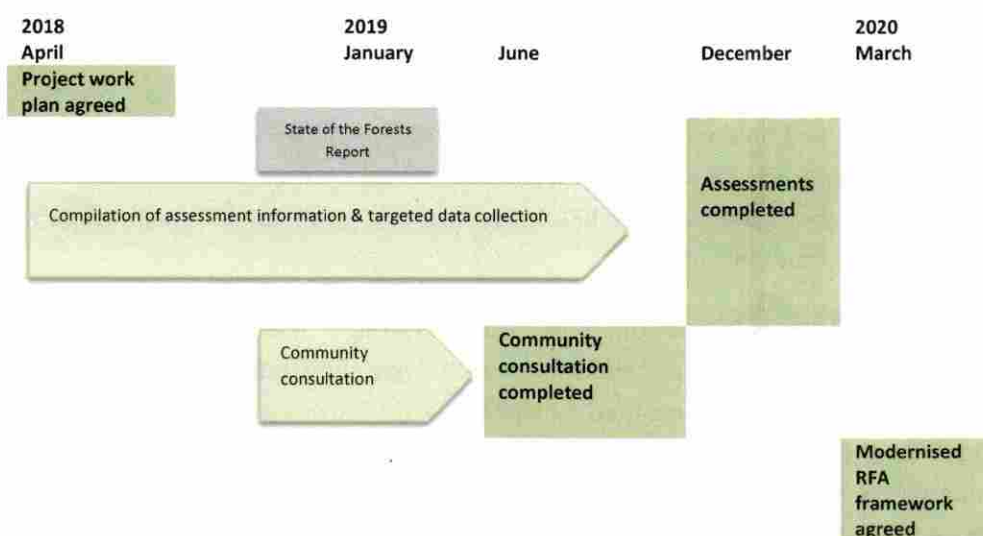 2018
April
2019
January
June
December
2020
March
Project work
plan agreed
State of the Forests
Report
Compilation of assessment information & targeted data collection
Assessments
completed
Community
consultation
Community
consultation
completed
Modernised
RFA
framework
agreed